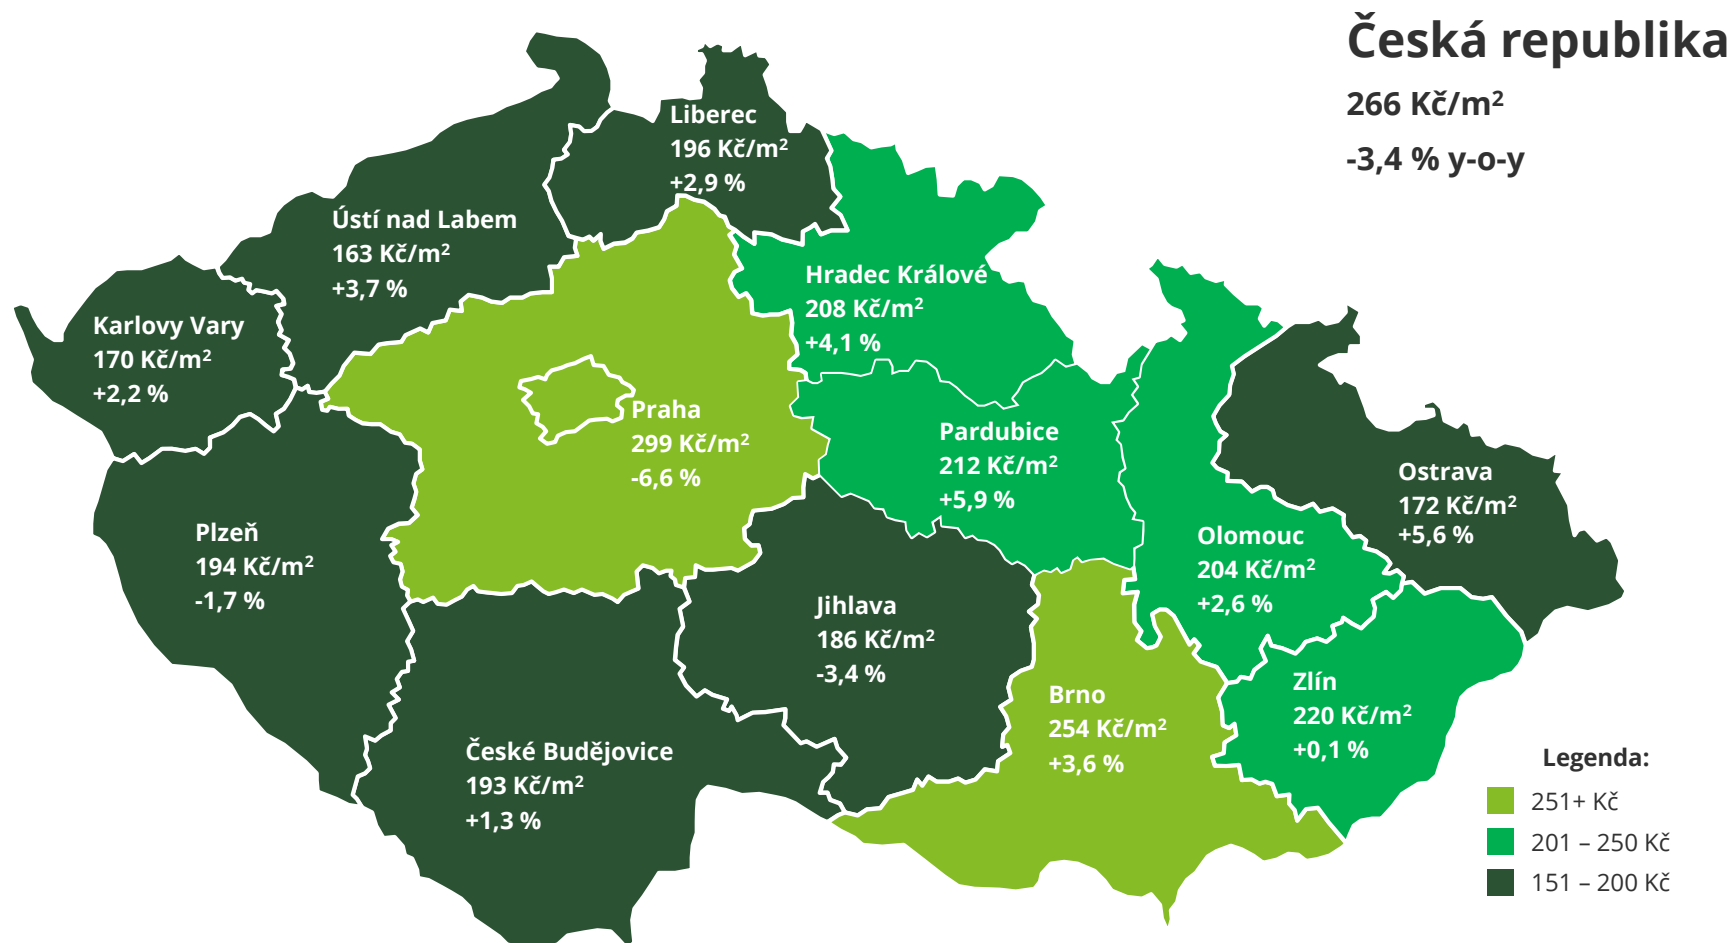 Česká republika
266 Kč/m²
-3,4 % y-o-y
Liberec
196 Kč/m²
+2,9 %
Ústí nad Labem
163 Kč/m²
+3,7 %
Karlovy Vary
170 Kč/m²
+2,2 %
Hradec Králové
208 Kč/m²
+4,1 %
Praha
299 Kč/m²
-6,6 %
Pardubice
212 Kč/m²
+5,9 %
Ostrava
172 Kč/m²
+5,6 %
Plzeň
194 Kč/m²
-1,7 %
Olomouc
204 Kč/m²
+2,6 %
Jihlava
186 Kč/m²
-3,4 %
Brno
254 Kč/m²
+3,6 %
Zlín
220 Kč/m²
+0,1 %
České Budějovice
193 Kč/m²
+1,3 %
Legenda:
251+ Kč
201 – 250 Kč
151 – 200 Kč